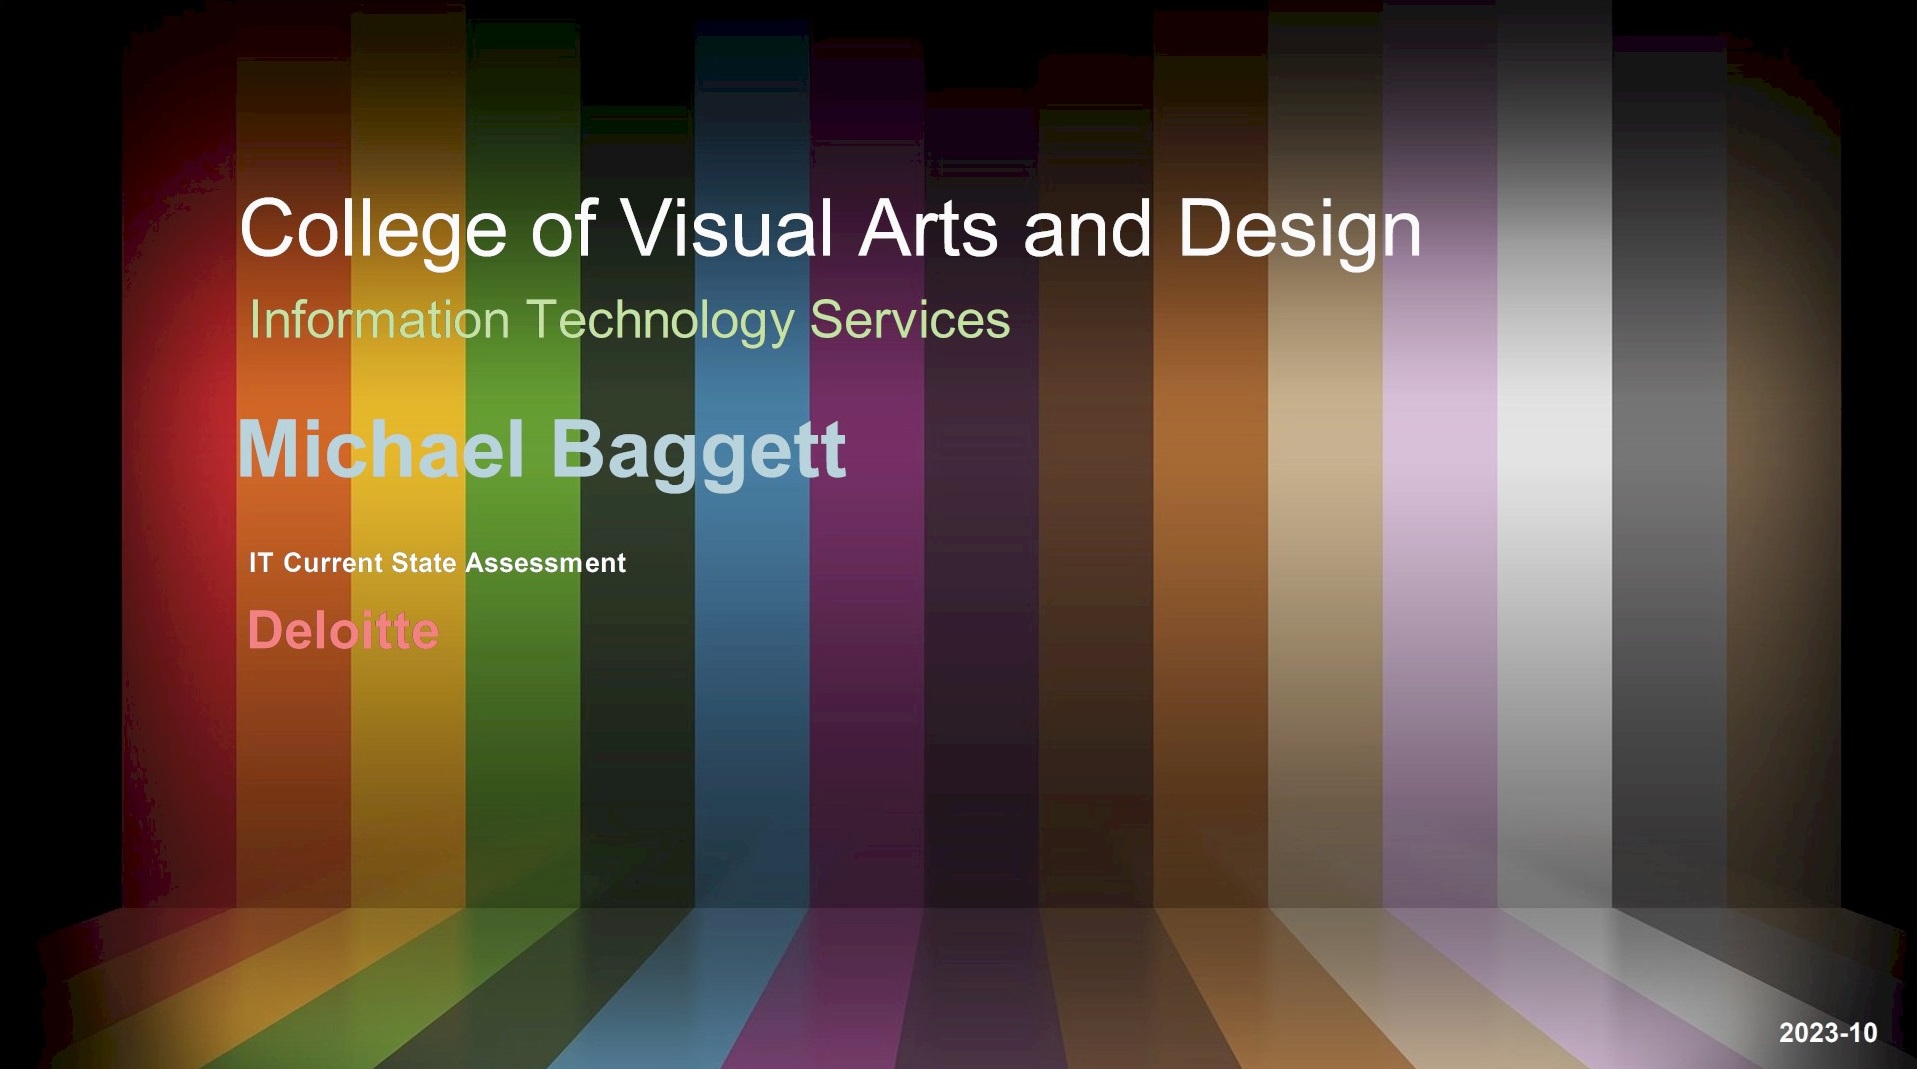 College of Visual Arts and Design
Information Technology Services
Michael Baggett
IT Current State Assessment
Deloitte
2023-10